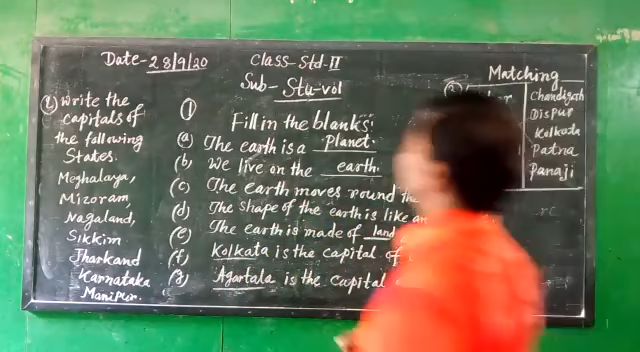 Date- 28/9/20
Class- Std-II
Sub- Stu-vol
② Write the
capitals of
the following
States.
Meghalaya,
Mizoram,
Nagaland,
Sikkim
Jharkand
Karnataka
Manipur.
①
Fill in the blanks:
(a) The earth is a planet.
(b) We live on the earth.
(c) The earth moves round the
(d) The shape of the earth is like an
(e) The earth is made of land
(f) Kolkata is the capital of
(g) Agartala is the capital
Matching
Chandigarh
Dispur
Kolkata
Patna
Panaji